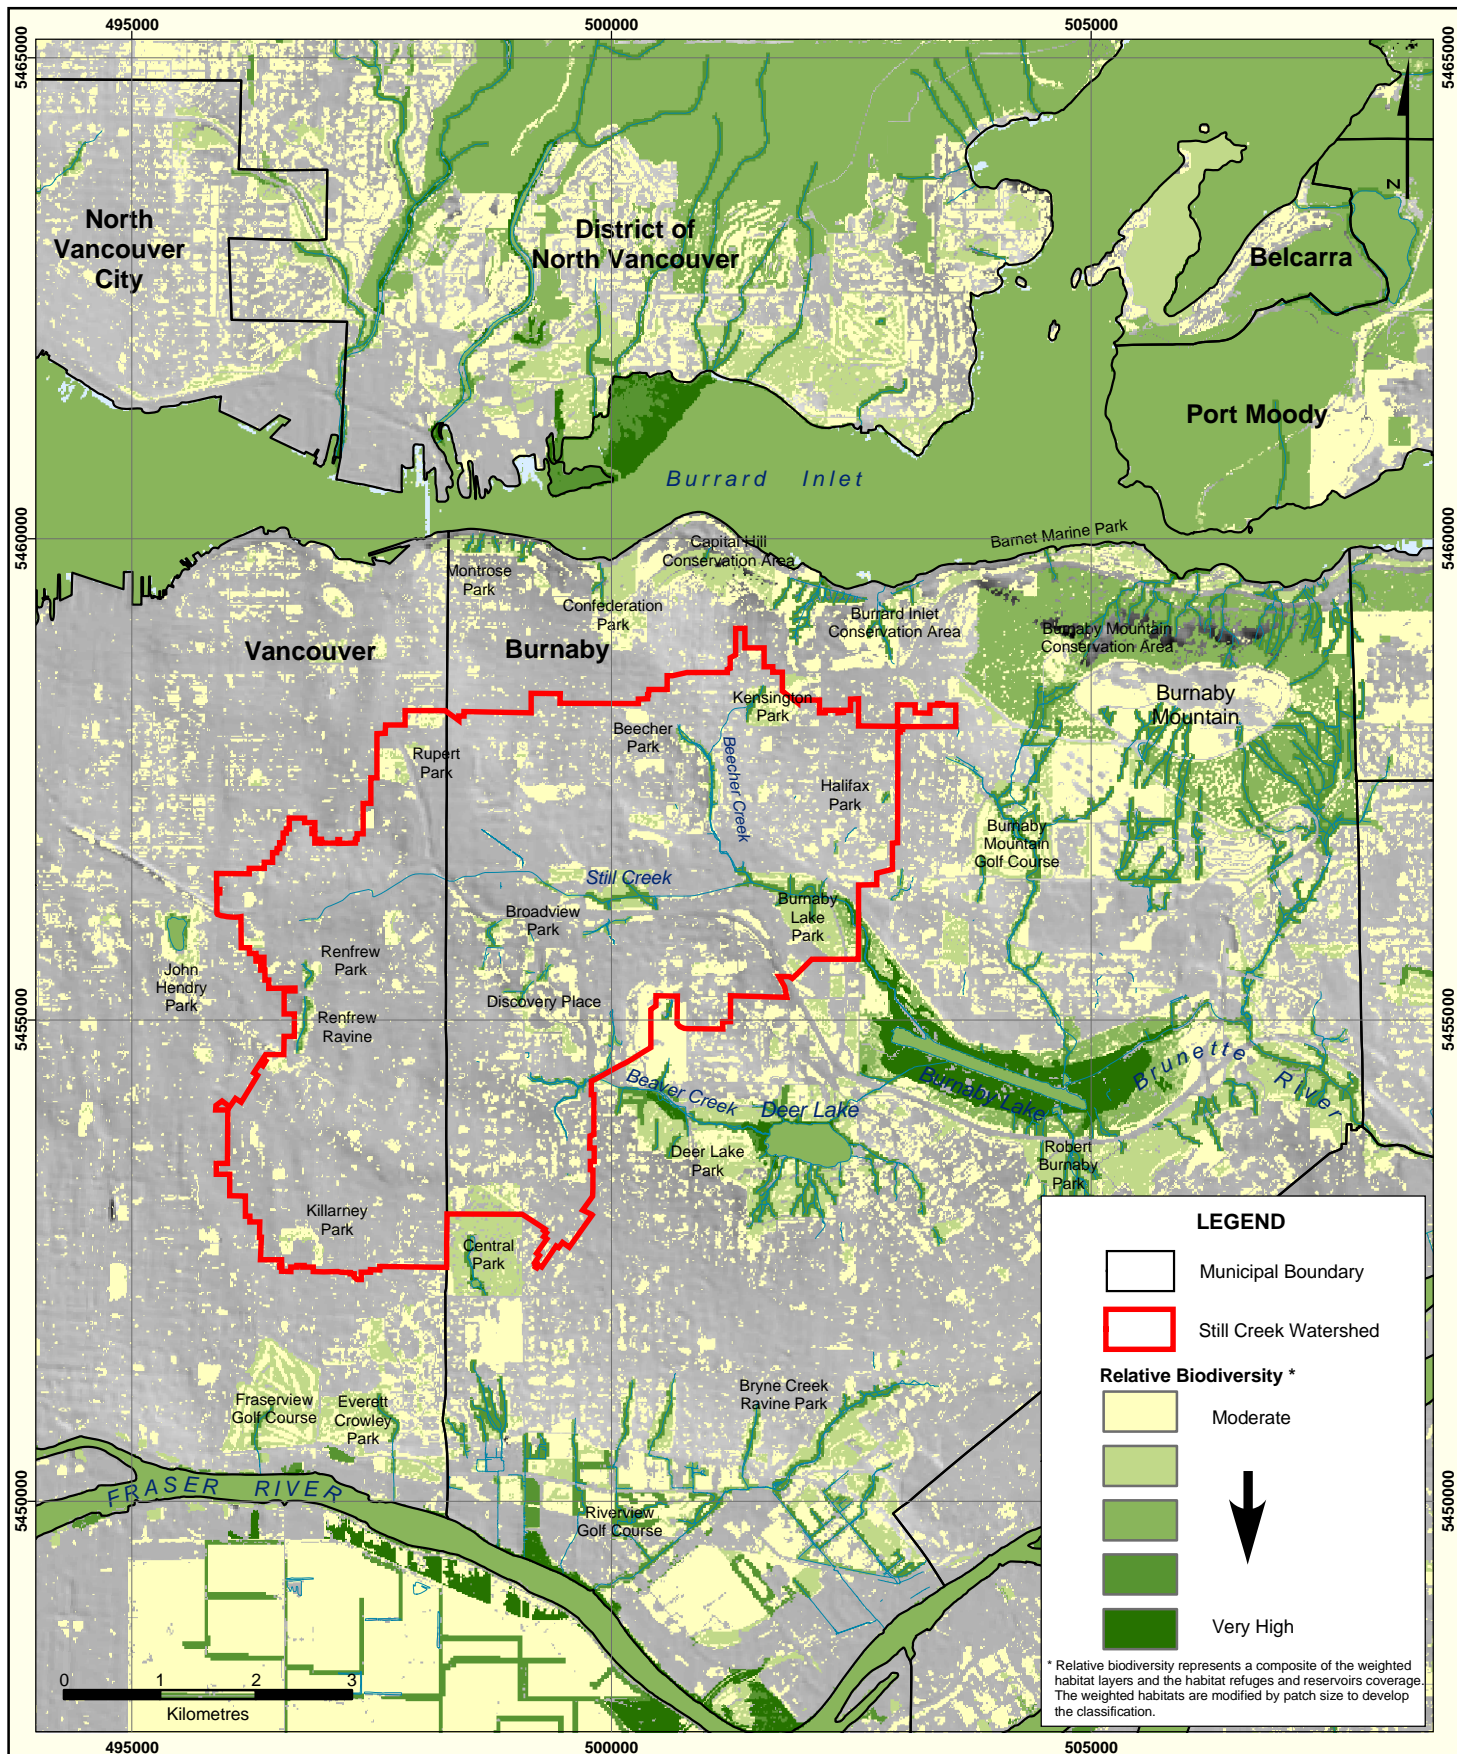 495000
500000
505000
5465000
5465000
N
North
Vancouver
City
District of
North Vancouver
Belcarra
Port Moody
Burrard Inlet
5460000
5460000
Barnet Marine Park
Capital Hill
Conservation Area
Montrose
Park
Confederation
Park
Burrard Inlet
Conservation Area
Burnaby Mountain
Conservation Area
Vancouver
Burnaby
Burnaby
Mountain
Kensington
Park
Beecher
Park
Rupert
Park
Beecher Creek
Halifax
Park
Burnaby
Mountain
Golf Course
Still Creek
Burnaby
Lake
Park
Broadview
Park
Renfrew
Park
John
Hendry
Park
Discovery Place
Renfrew
Ravine
5455000
5455000
Brunette
River
Burnaby Lake
Beaver Creek
Deer Lake
Deer Lake
Park
Robert
Burnaby
Park
Killarney
Park
Central
Park
Fraserview
Golf Course
Everett
Crowley
Park
Bryne Creek
Ravine Park
FRASER RIVER
Riverview
Golf Course
5450000
5450000
LEGEND
Municipal Boundary
Still Creek Watershed
Relative Biodiversity *
Moderate
Very High
* Relative biodiversity represents a composite of the weighted
habitat layers and the habitat refuges and reservoirs coverage.
The weighted habitats are modified by patch size to develop
the classification.
0 1 2 3
Kilometres
495000
500000
505000